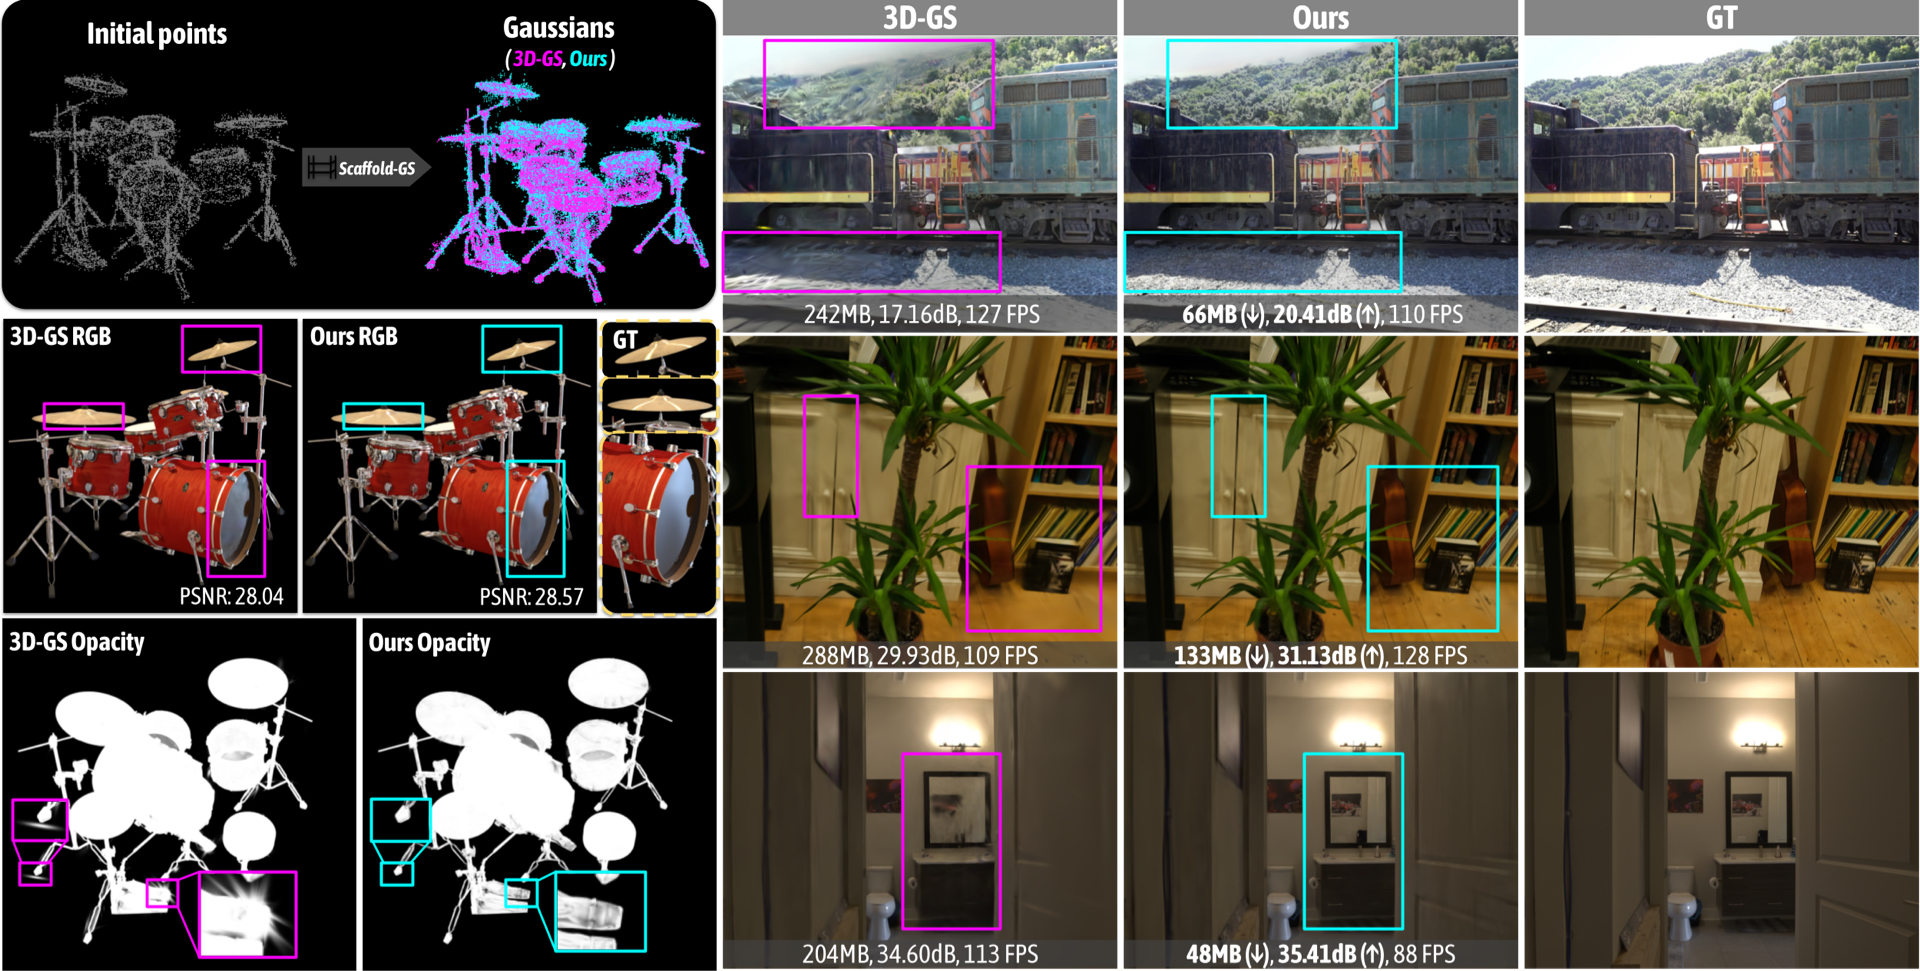 Initial points
Gaussians
( 3D-GS, Ours )
Scaffold-GS
3D-GS RGB
PSNR: 28.04
Ours RGB
PSNR: 28.57
GT
3D-GS Opacity
Ours Opacity
3D-GS
Ours
GT
242MB, 17.16dB, 127 FPS
66MB (↓), 20.41dB (↑), 110 FPS
288MB, 29.93dB, 109 FPS
133MB (↓), 31.13dB (↑), 128 FPS
204MB, 34.60dB, 113 FPS
48MB (↓), 35.41dB (↑), 88 FPS